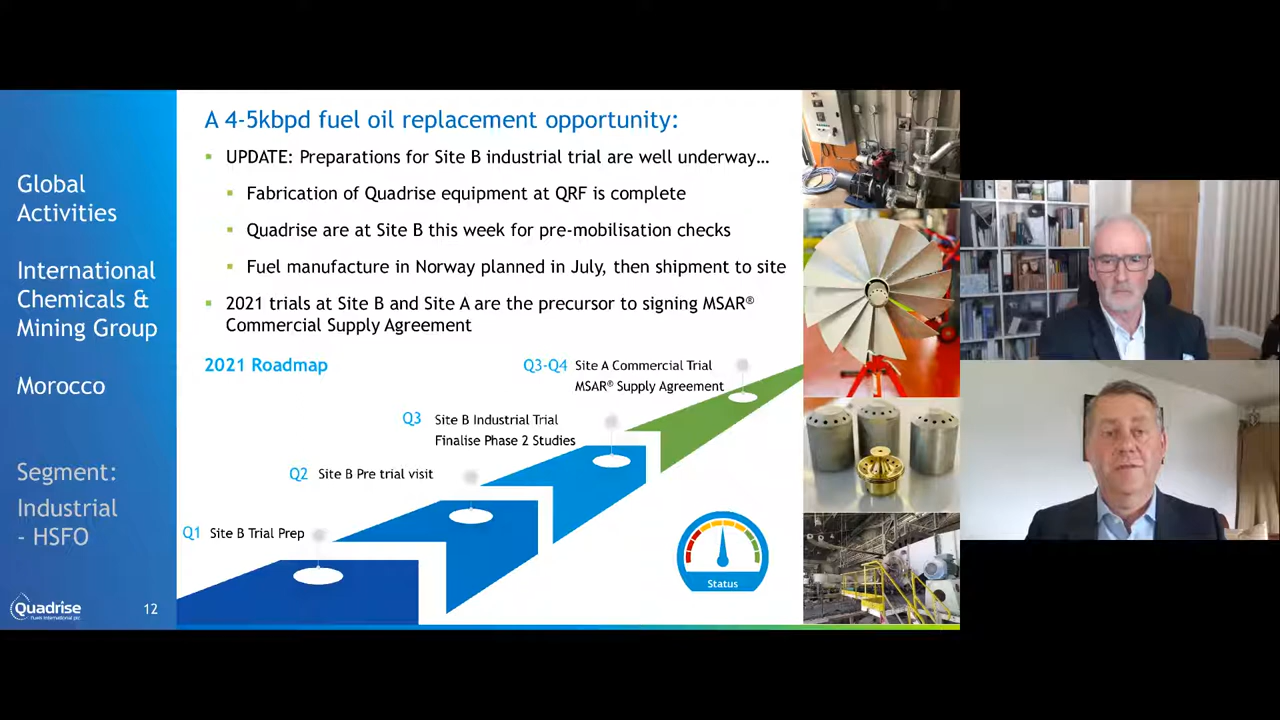 Global
Activities
International
Chemicals &
Mining Group
Morocco
Segment:
Industrial
- HSFO
Quadrise
Fuels International plc
12
A 4-5kbpd fuel oil replacement opportunity:
UPDATE: Preparations for Site B industrial trial are well underway…
Fabrication of Quadrise equipment at QRF is complete
Quadrise are at Site B this week for pre-mobilisation checks
Fuel manufacture in Norway planned in July, then shipment to site
2021 trials at Site B and Site A are the precursor to signing MSAR®
Commercial Supply Agreement
2021 Roadmap
Q3-Q4 Site A Commercial Trial
MSAR® Supply Agreement
Q3 Site B Industrial Trial
Finalise Phase 2 Studies
Q2 Site B Pre trial visit
Q1 Site B Trial Prep
Status